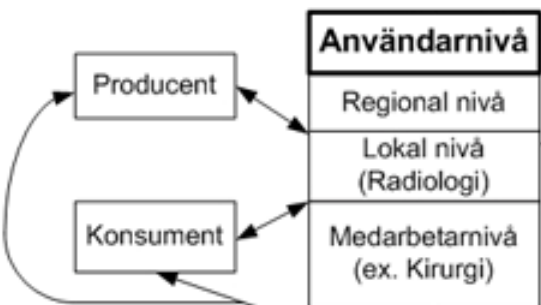 Producent
Konsument
Användarnivå
Regional nivå
Lokal nivå
(Radiologi)
Medarbetarnivå
(ex. Kirurgi)